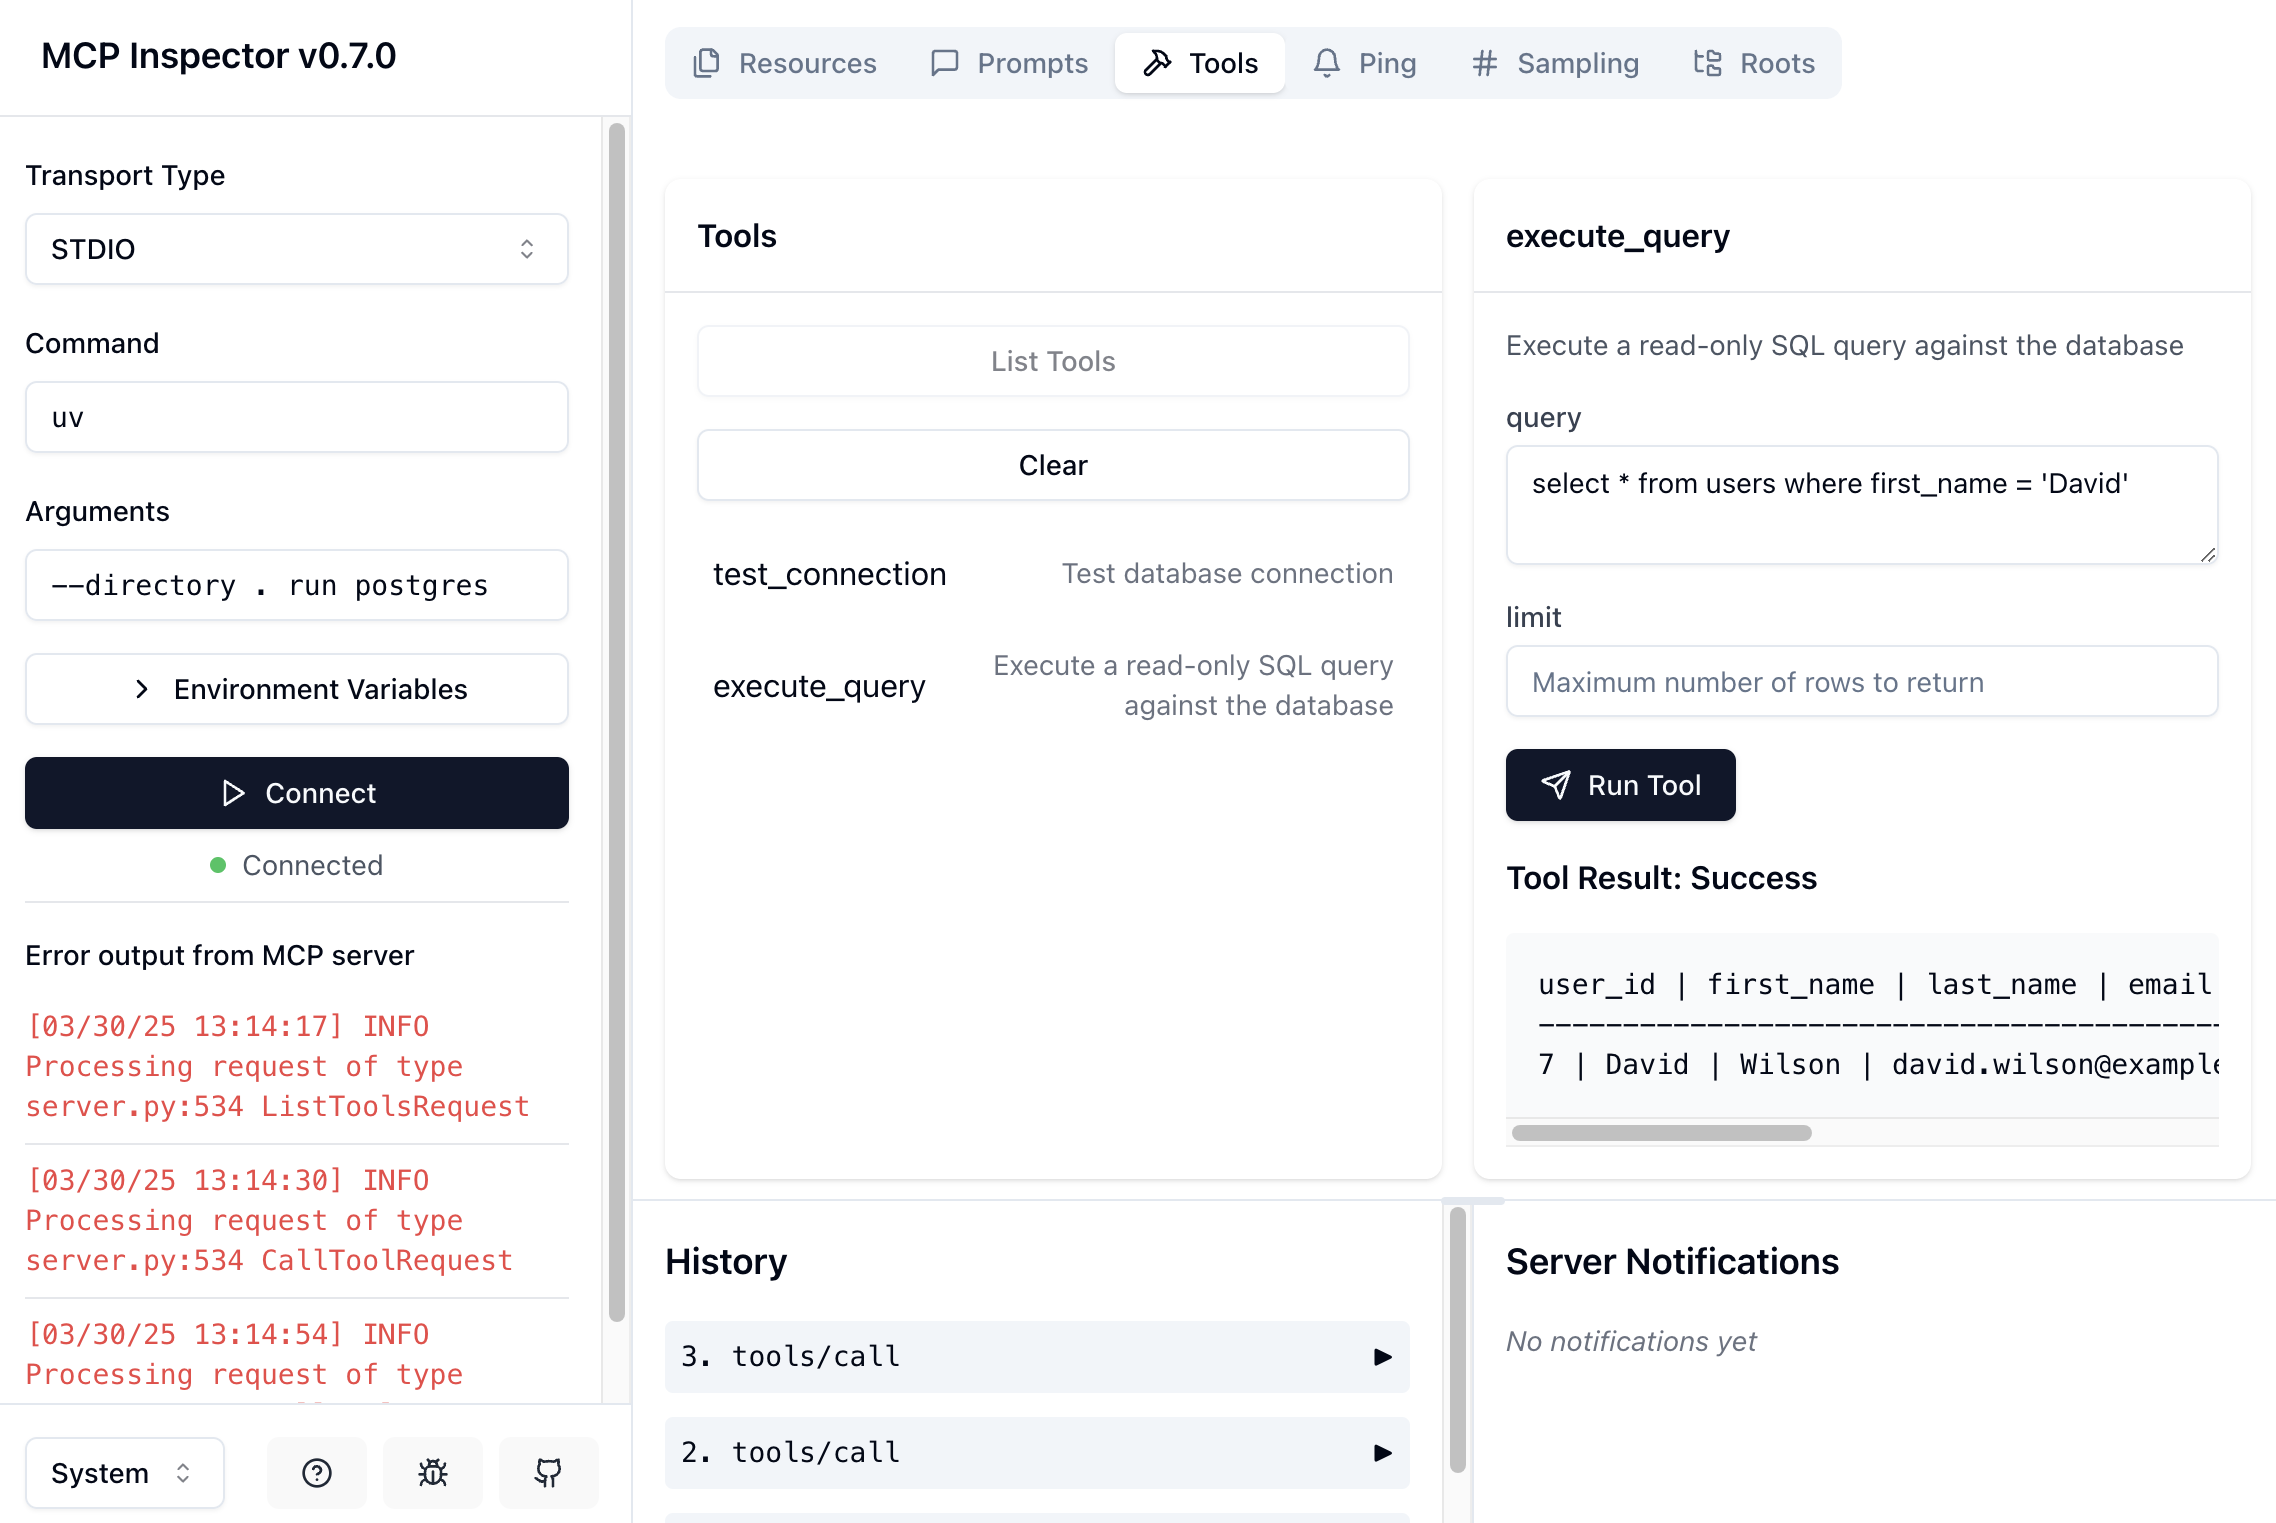 MCP Inspector v0.7.0
Transport Type
STDIO
Command
uv
Arguments
--directory . run postgres
Environment Variables
Connect
Connected
Error output from MCP server
[03/30/25 13:14:17] INFO
Processing request of type
server.py:534 ListToolsRequest
[03/30/25 13:14:30] INFO
Processing request of type
server.py:534 CallToolRequest
[03/30/25 13:14:54] INFO
Processing request of type
System
Resources
Prompts
Tools
Ping
Sampling
Roots
Tools
List Tools
Clear
test_connection
Test database connection
execute_query
Execute a read-only SQL query
against the database
execute_query
Execute a read-only SQL query against the database
query
select * from users where first_name = 'David'
limit
Maximum number of rows to return
Run Tool
Tool Result: Success
user_id | first_name | last_name | email
-----------------------------------------
7 | David | Wilson | david.wilson@example
History
3. tools/call
2. tools/call
Server Notifications
No notifications yet